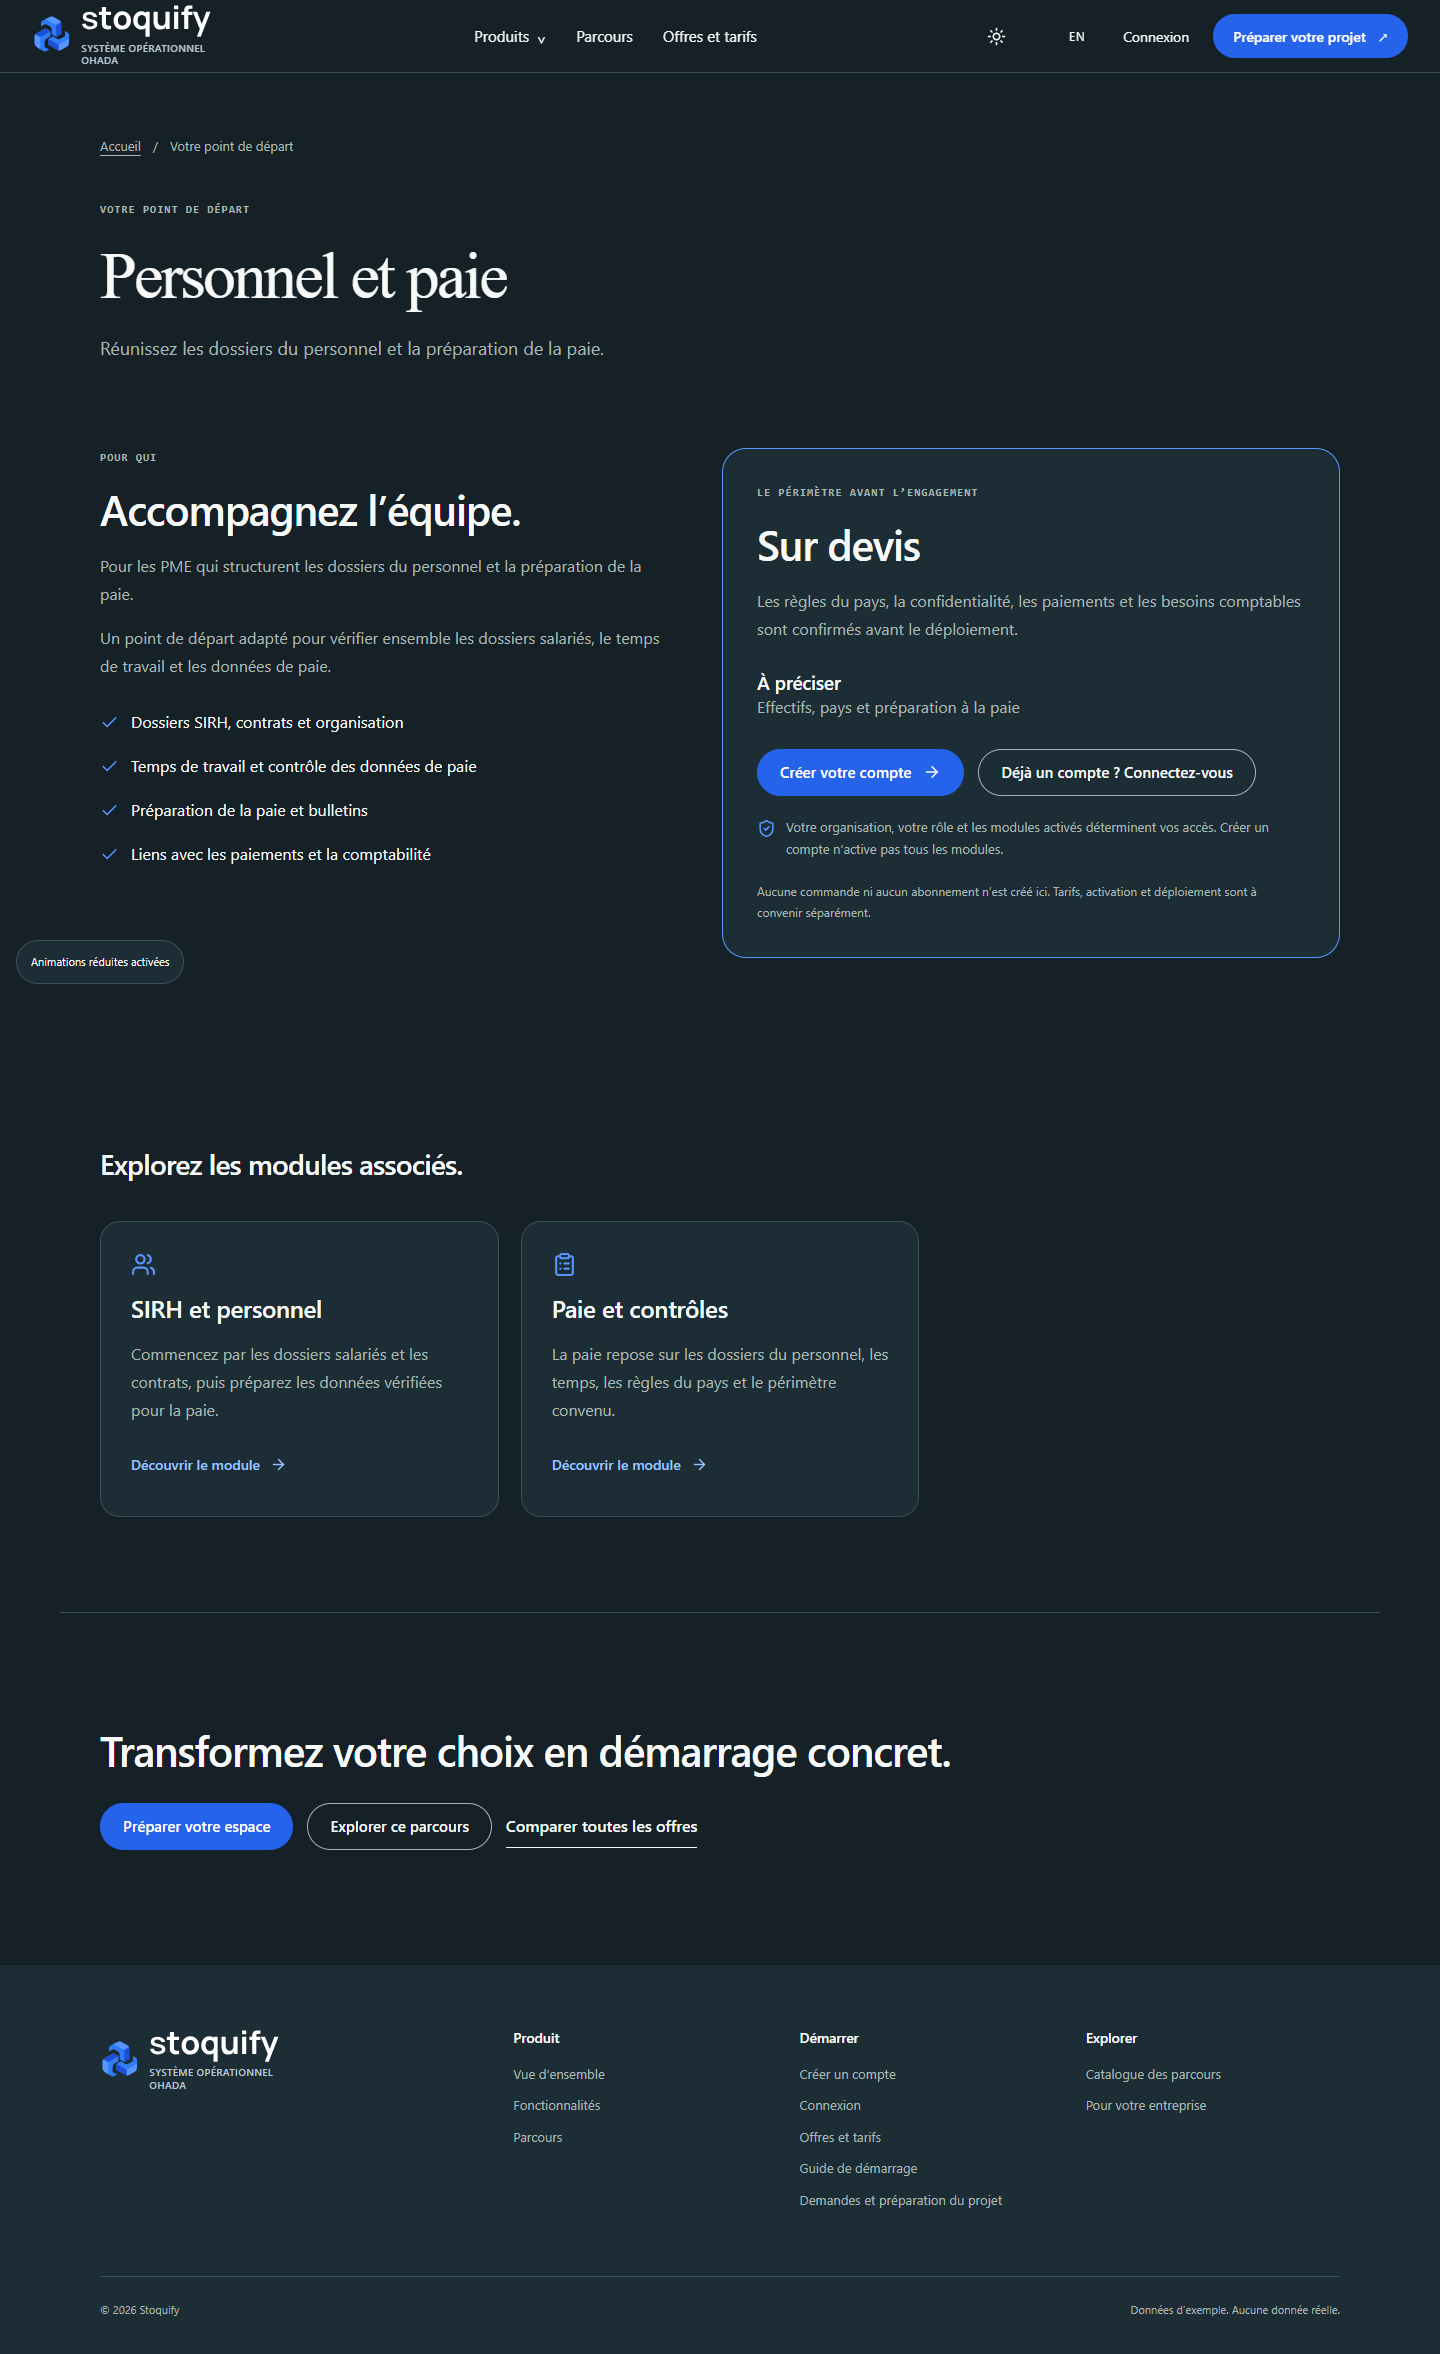 stoquify
SYSTÈME OPÉRATIONNEL
OHADA
Produits
Parcours
Offres et tarifs
EN
Connexion
Préparer votre projet ↗
Accueil / Votre point de départ
VOTRE POINT DE DÉPART
Personnel et paie
Réunissez les dossiers du personnel et la préparation de la paie.
POUR QUI
Accompagnez l’équipe.
Pour les PME qui structurent les dossiers du personnel et la préparation de la
paie.
Un point de départ adapté pour vérifier ensemble les dossiers salariés, le temps
de travail et les données de paie.
Dossiers SIRH, contrats et organisation
Temps de travail et contrôle des données de paie
Préparation de la paie et bulletins
Liens avec les paiements et la comptabilité
LE PÉRIMÈTRE AVANT L’ENGAGEMENT
Sur devis
Les règles du pays, la confidentialité, les paiements et les besoins comptables
sont confirmés avant le déploiement.
À préciser
Effectifs, pays et préparation à la paie
Créer votre compte →
Déjà un compte ? Connectez-vous
Votre organisation, votre rôle et les modules activés déterminent vos accès. Créer un
compte n’active pas tous les modules.
Aucune commande ni aucun abonnement n’est créé ici. Tarifs, activation et déploiement sont à
convenir séparément.
Animations réduites activées
Explorez les modules associés.
SIRH et personnel
Commencez par les dossiers salariés et les
contrats, puis préparez les données vérifiées
pour la paie.
Découvrir le module →
Paie et contrôles
La paie repose sur les dossiers du personnel, les
temps, les règles du pays et le périmètre
convenu.
Découvrir le module →
Transformez votre choix en démarrage concret.
Préparer votre espace
Explorer ce parcours
Comparer toutes les offres
stoquify
SYSTÈME OPÉRATIONNEL
OHADA
Produit
Vue d’ensemble
Fonctionnalités
Parcours
Démarrer
Créer un compte
Connexion
Offres et tarifs
Guide de démarrage
Demandes et préparation du projet
Explorer
Catalogue des parcours
Pour votre entreprise
© 2026 Stoquify
Données d’exemple. Aucune donnée réelle.